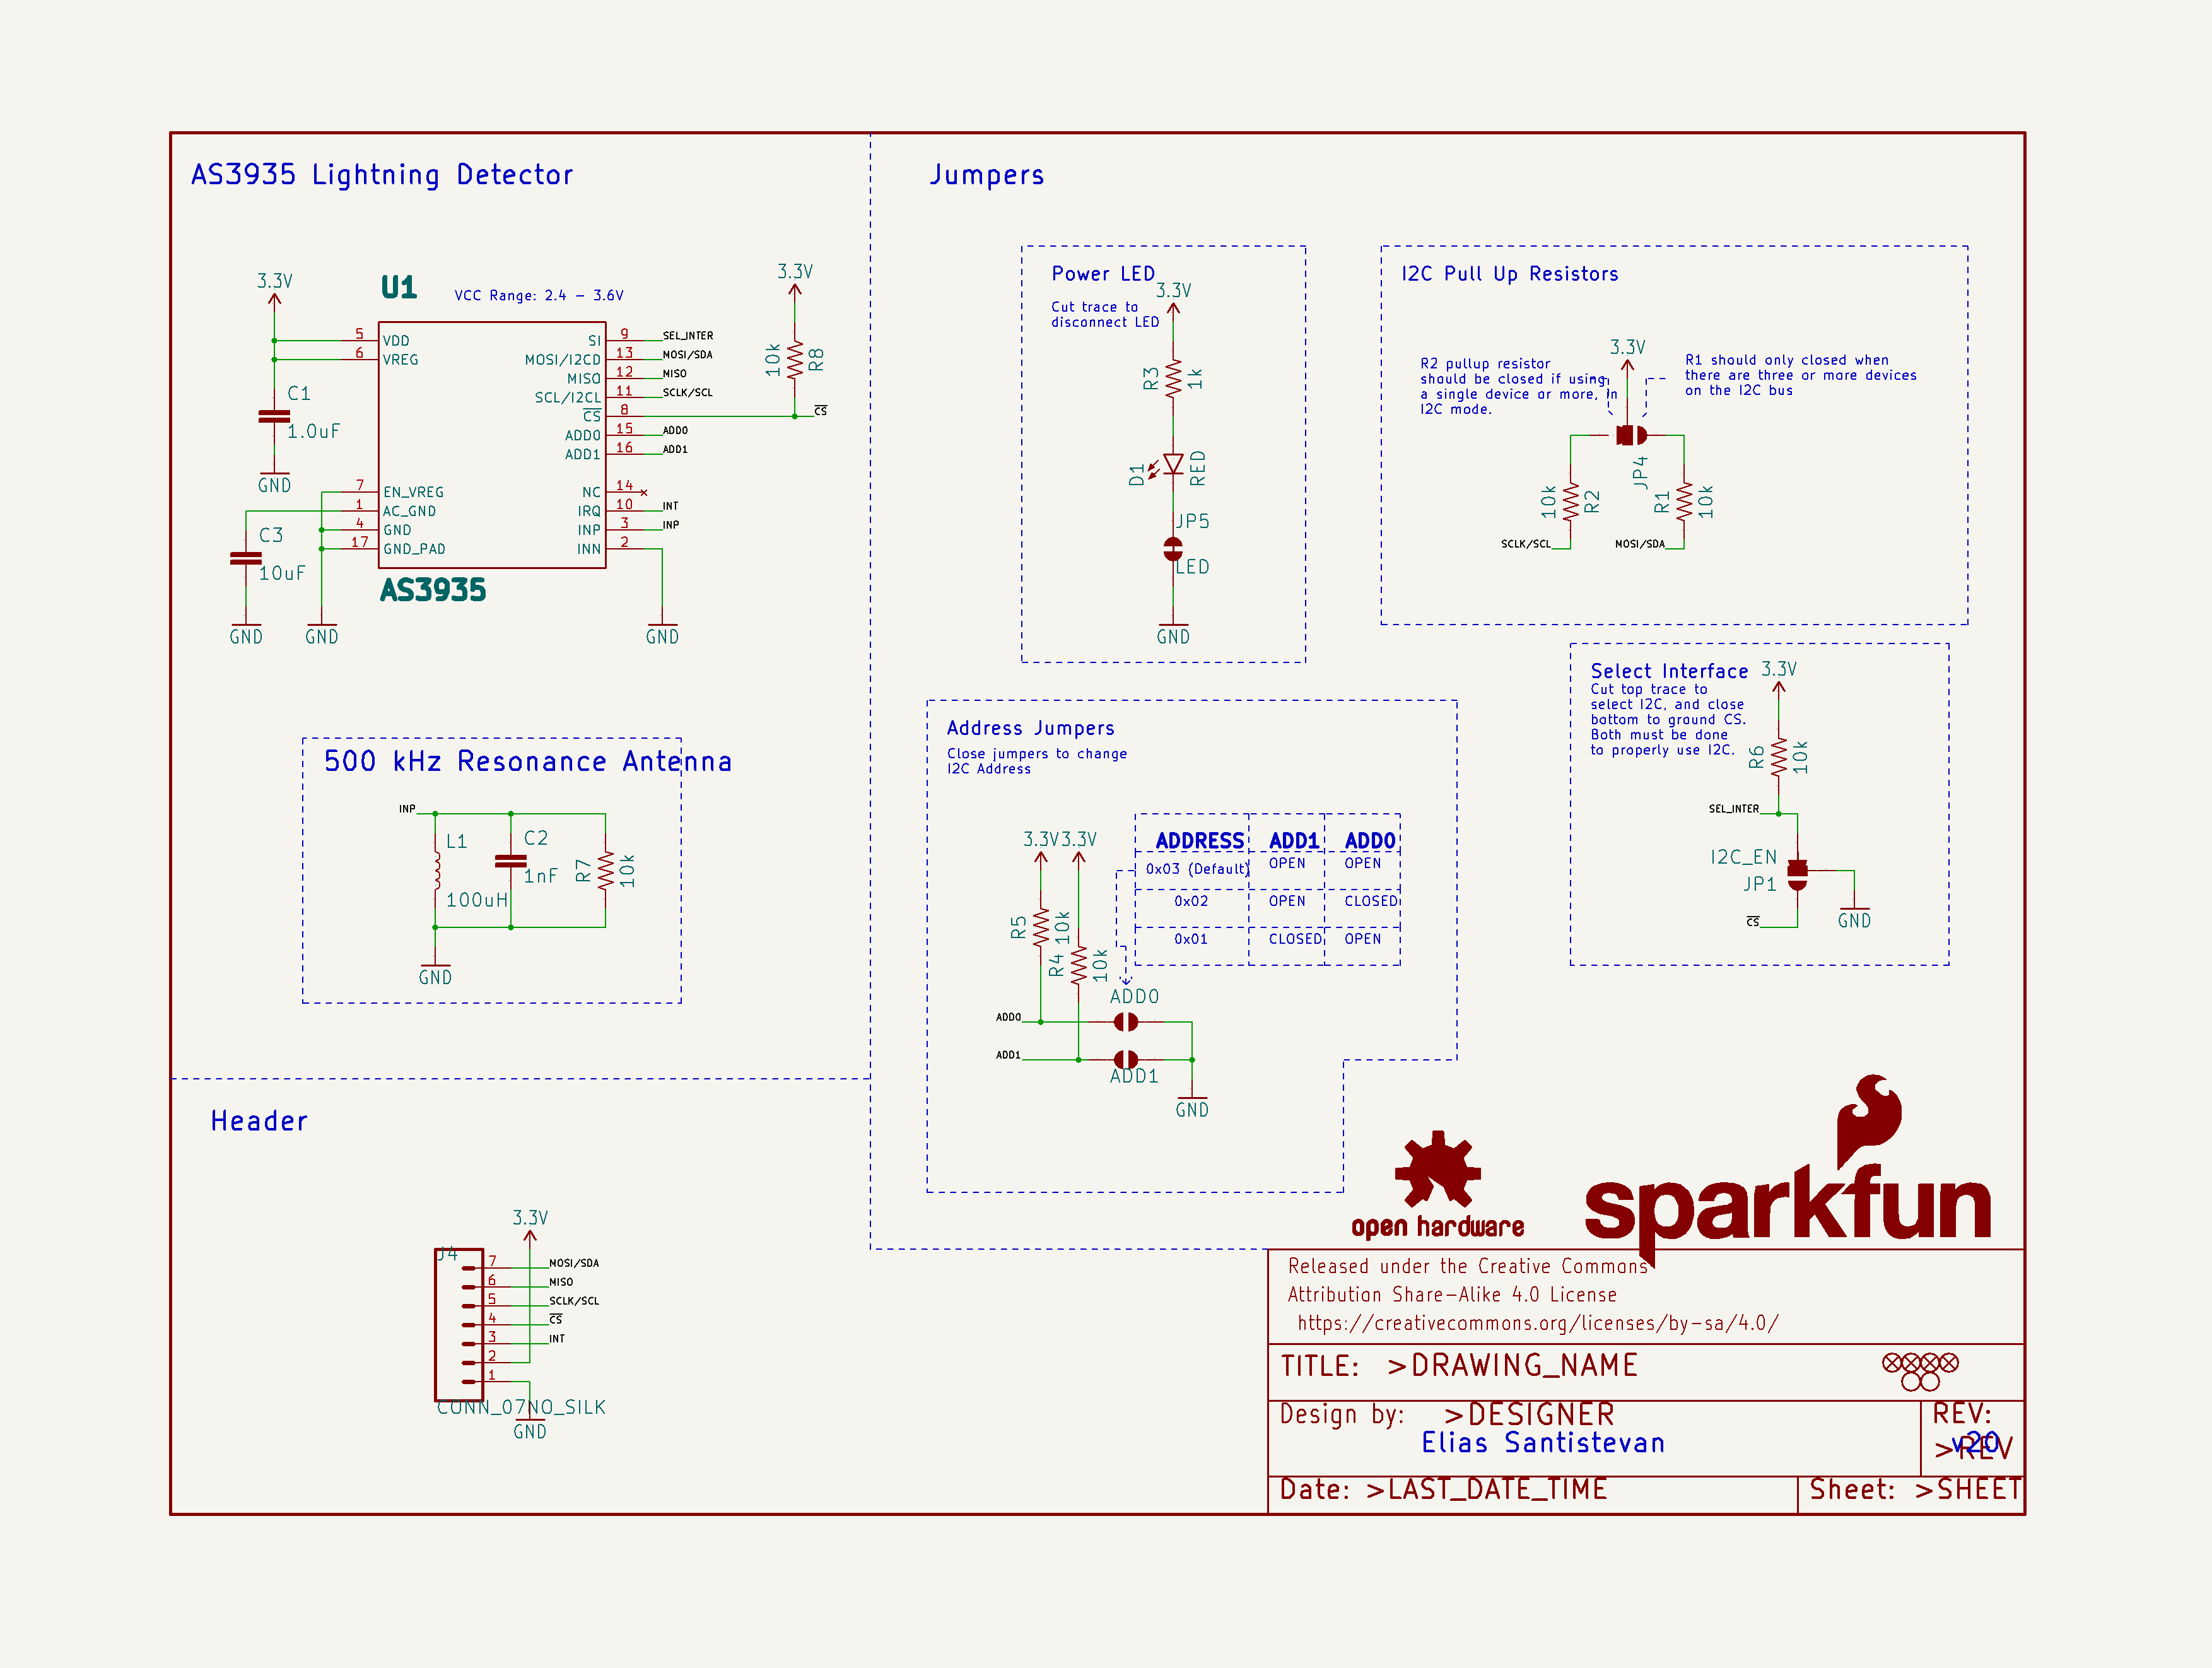 AS3935 Lightning Detector
3.3V
U1
VCC Range: 2.4 - 3.6V
3.3V
5 VDD
6 VREG
C1
1.0uF
GND
7 EN_VREG
1 AC_GND
4 GND
17 GND_PAD
C3
10uF
GND
GND
AS3935
SI 9 SEL_INTER
MOSI/I2CD 13 MOSI/SDA
MISO 12 MISO
SCL/I2CL 11 SCLK/SCL
CS 8 CS
ADD0 15 ADD0
ADD1 16 ADD1
NC 14
IRQ 10 INT
INP 3 INP
INN 2
GND
10k
R8
500 kHz Resonance Antenna
INP
L1
100uH
C2
1nF
R7
10k
GND
Header
3.3V
J4
7 MOSI/SDA
6 MISO
5 SCLK/SCL
4 CS
3 INT
2
1
CONN_07NO_SILK
GND
Jumpers
Power LED
Cut trace to
disconnect LED
3.3V
R3
1k
D1
RED
JP5
LED
GND
I2C Pull Up Resistors
R2 pullup resistor
should be closed if using
a single device or more, in
I2C mode.
3.3V
R1 should only closed when
there are three or more devices
on the I2C bus
JP4
10k
R2
R1
10k
SCLK/SCL
MOSI/SDA
Select Interface
Cut top trace to
select I2C, and close
bottom to ground CS.
Both must be done
to properly use I2C.
3.3V
R6
10k
SEL_INTER
I2C_EN
JP1
CS
GND
Address Jumpers
Close jumpers to change
I2C Address
3.3V 3.3V
ADDRESS ADD1 ADD0
0x03 (Default) OPEN OPEN
0x02 OPEN CLOSED
0x01 CLOSED OPEN
R5
10k
R4
10k
ADD0
ADD0
ADD1
ADD1
GND
open hardware
sparkfun
Released under the Creative Commons
Attribution Share-Alike 4.0 License
https://creativecommons.org/licenses/by-sa/4.0/
TITLE: >DRAWING_NAME
Design by: >DESIGNER
Elias Santistevan
REV:
v20
>REV
Date: >LAST_DATE_TIME
Sheet: >SHEET